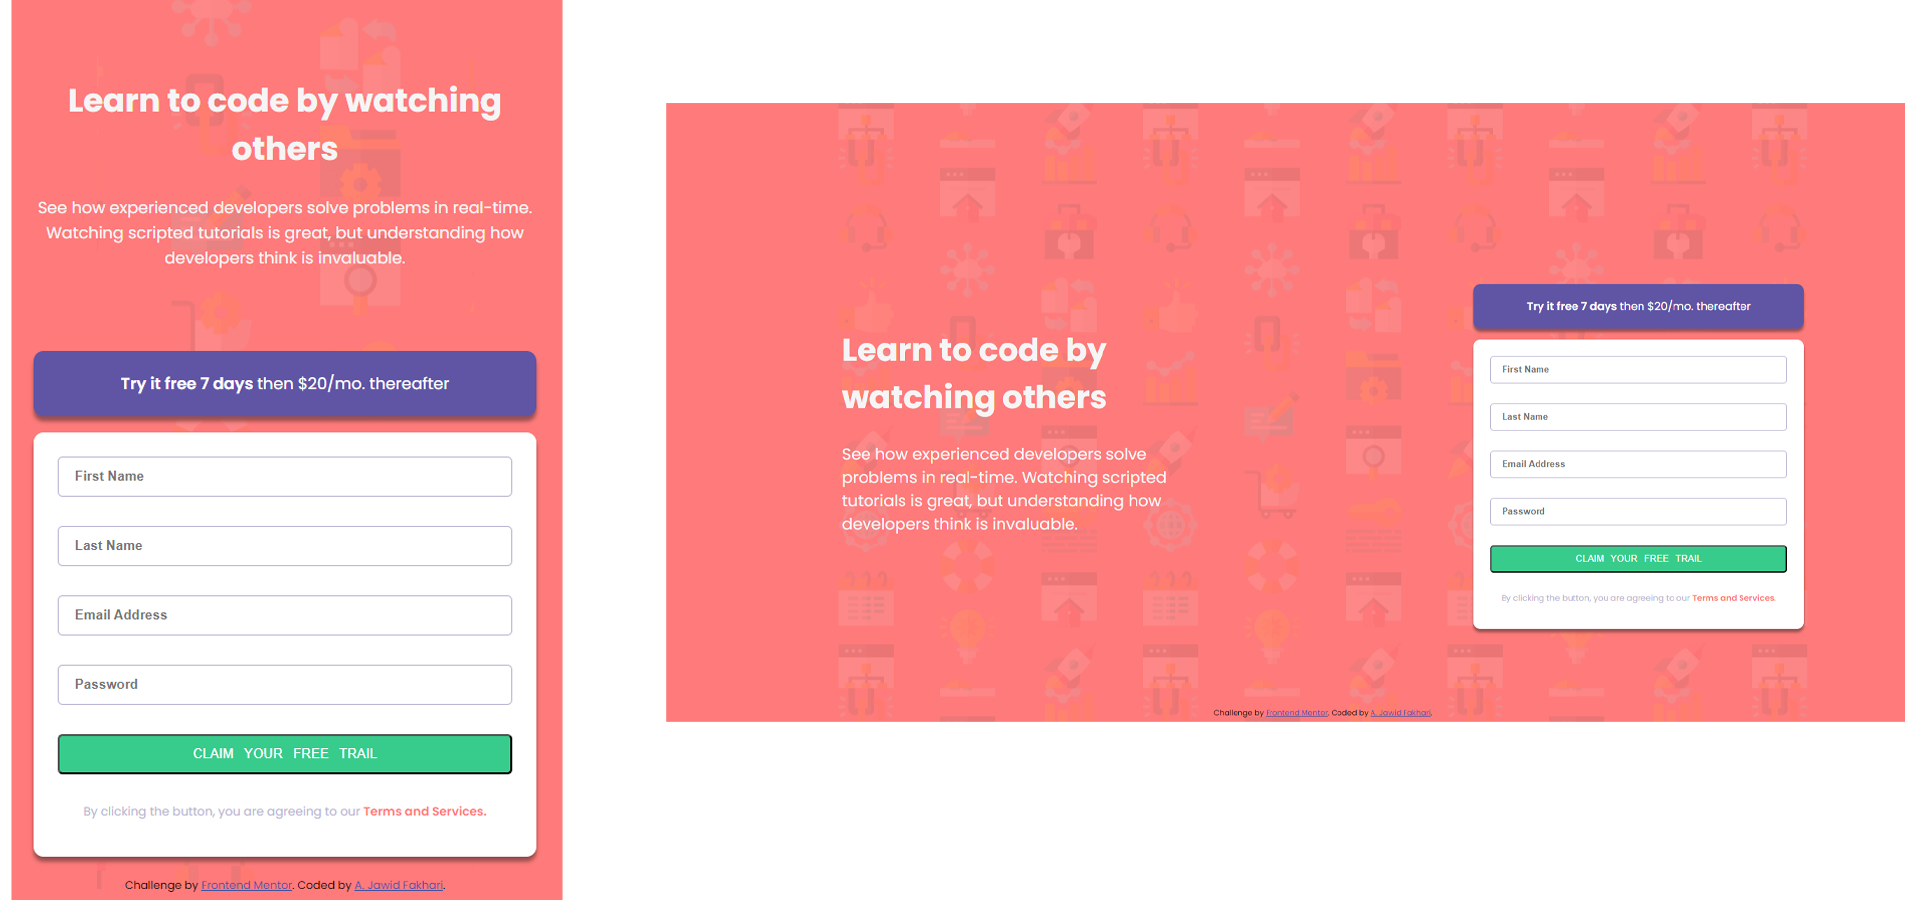 Learn to code by watching
others
See how experienced developers solve problems in real-time.
Watching scripted tutorials is great, but understanding how
developers think is invaluable.
Try it free 7 days then $20/mo. thereafter
First Name
Last Name
Email Address
Password
CLAIM YOUR FREE TRAIL
By clicking the button, you are agreeing to our Terms and Services.
Challenge by Frontend Mentor. Coded by A. Jawid Fakhari.
Learn to code by
watching others
See how experienced developers solve
problems in real-time. Watching scripted
tutorials is great, but understanding how
developers think is invaluable.
Try it free 7 days then $20/mo. thereafter
First Name
Last Name
Email Address
Password
CLAIM YOUR FREE TRAIL
By clicking the button, you are agreeing to our Terms and Services.
Challenge by Frontend Mentor. Coded by A. Jawid Fakhari.